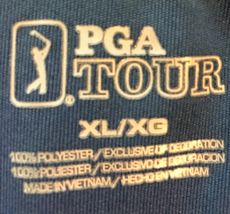 PGA
TOUR
XL/XG
100% POLYESTER / EXCLUSIVE OF DECORATION
100% POLIESTER / EXCLUSIVO DE DECORACION
MADE IN VIETNAM / HECHO EN VIETNAM